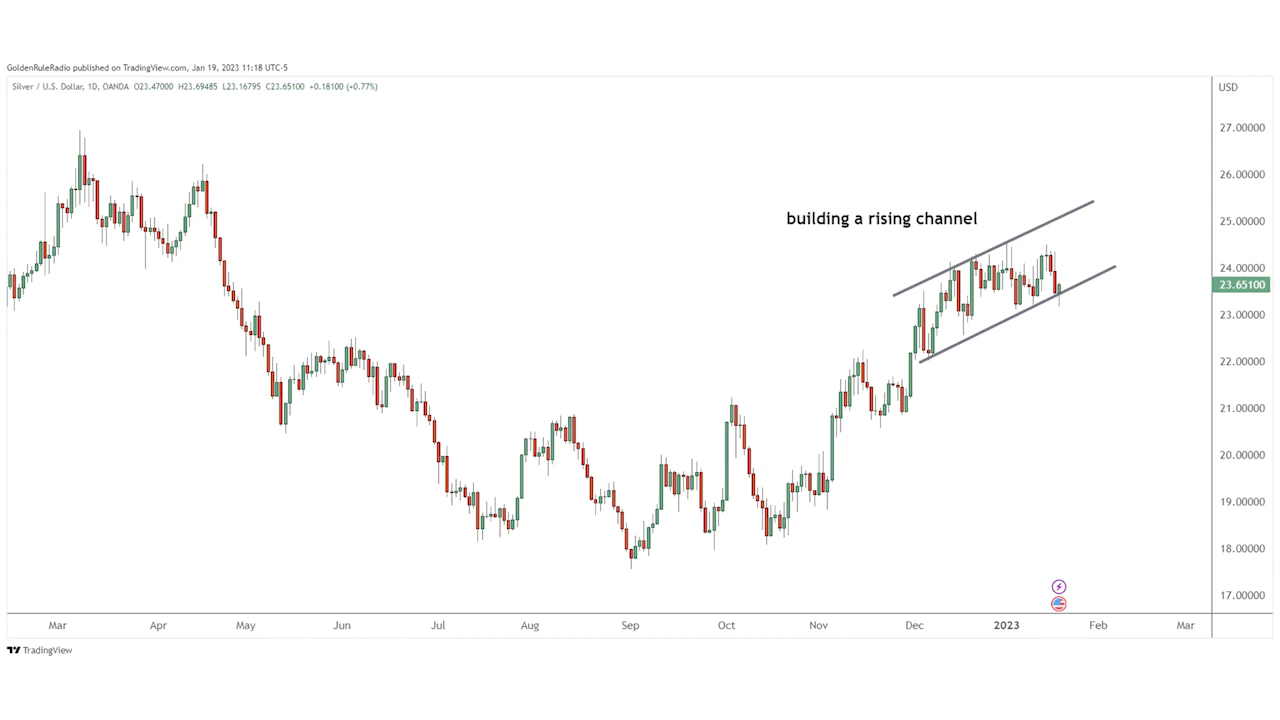 GoldenRuleRadio published on TradingView.com, Jan 19, 2023 11:18 UTC-5
Silver / U.S. Dollar, 1D, OANDA O23.47000 H23.69485 L23.16795 C23.65100 +0.18100 (+0.77%)
USD
27.00000
26.00000
building a rising channel
25.00000
24.00000
23.65100
23.00000
22.00000
21.00000
20.00000
19.00000
18.00000
17.00000
Mar Apr May Jun Jul Aug Sep Oct Nov Dec 2023 Feb Mar
TradingView